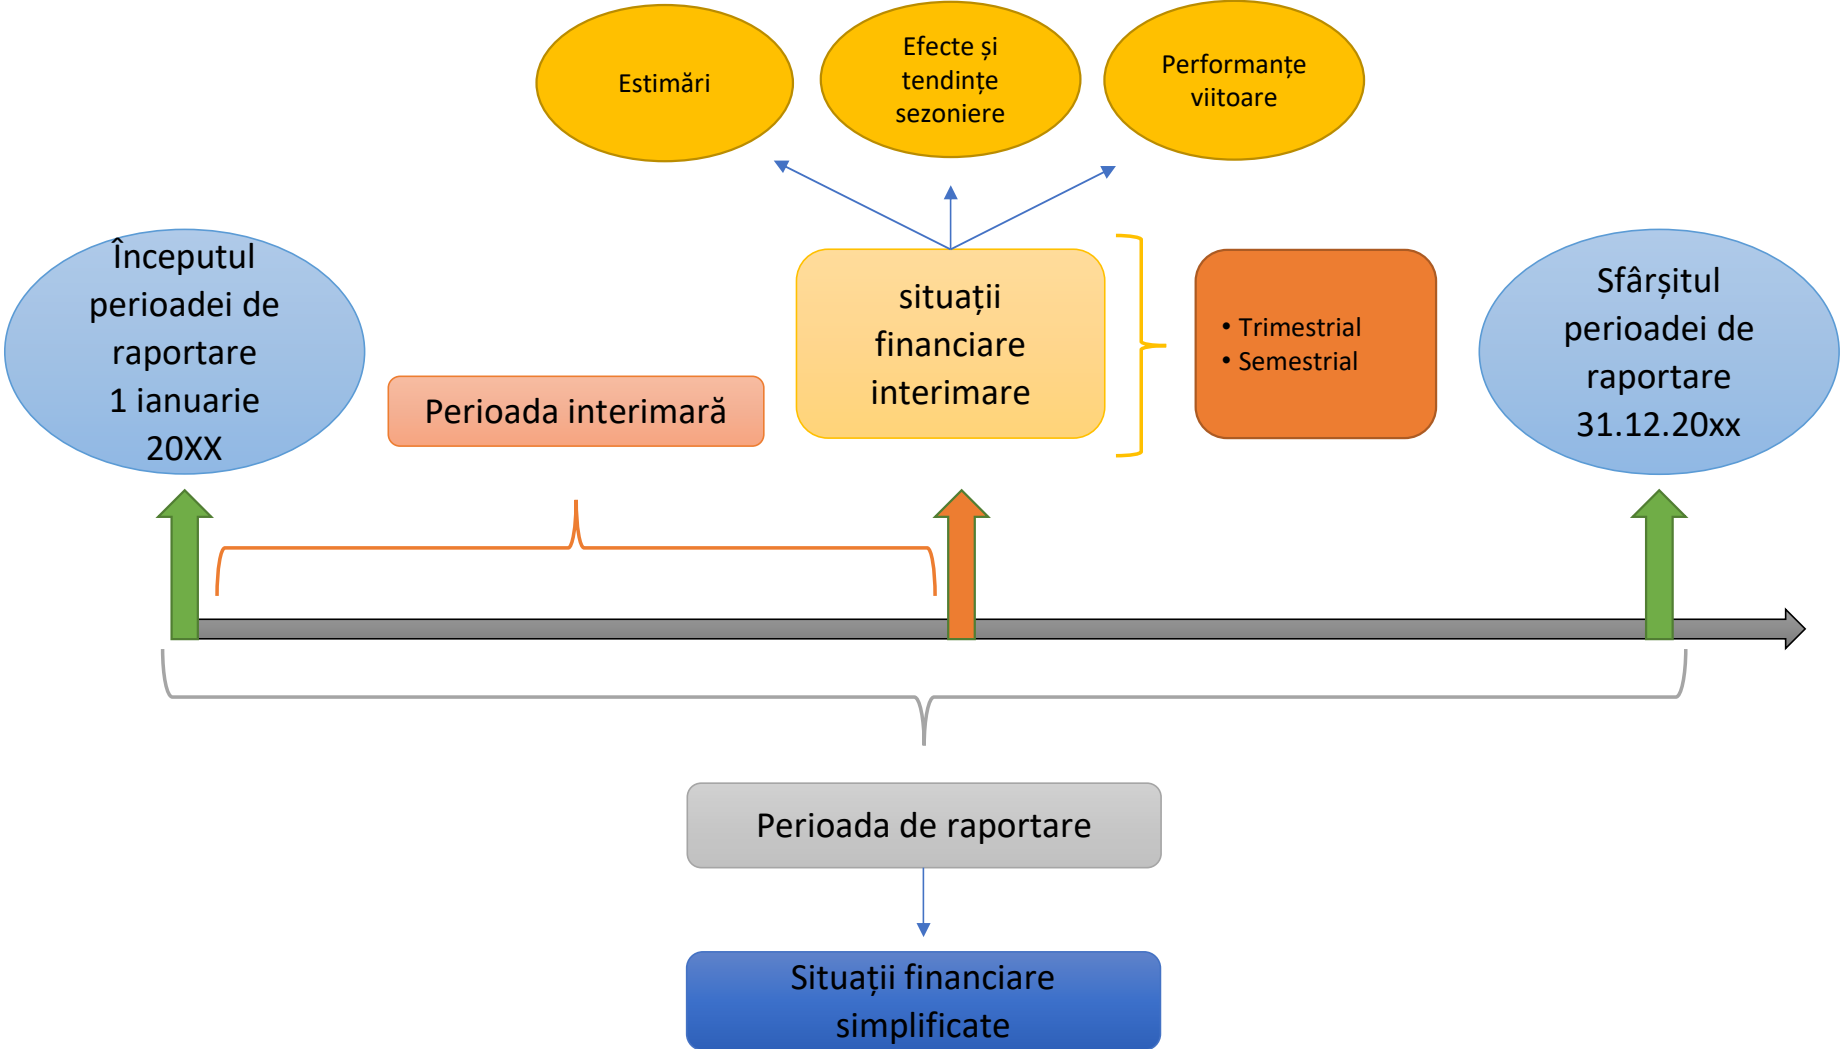 Estimări
Efecte și
tendințe
sezoniere
Performanțe
viitoare
Începutul
perioadei de
raportare
1 ianuarie
20XX
Perioada interimară
situații
financiare
interimare
• Trimestrial
• Semestrial
Sfârșitul
perioadei de
raportare
31.12.20xx
Perioada de raportare
Situații financiare
simplificate